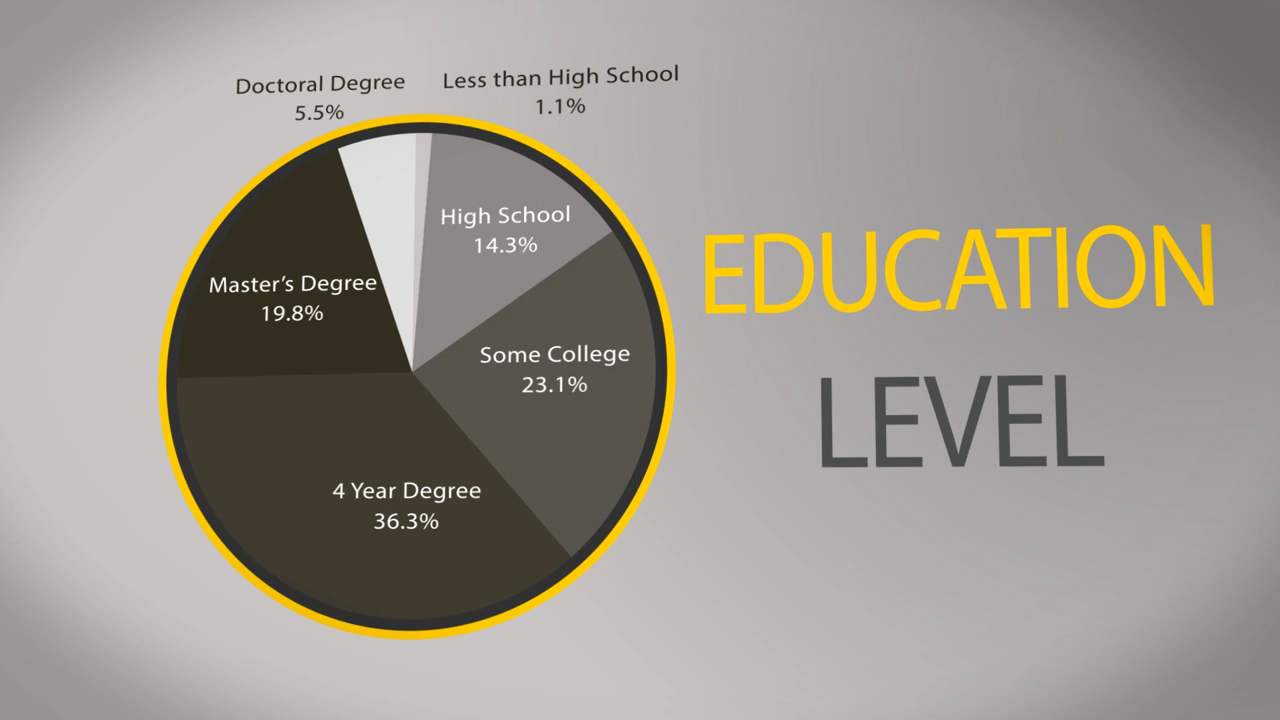 Doctoral Degree
5.5%
Less than High School
1.1%
High School
14.3%
Master's Degree
19.8%
Some College
23.1%
4 Year Degree
36.3%
EDUCATION
LEVEL